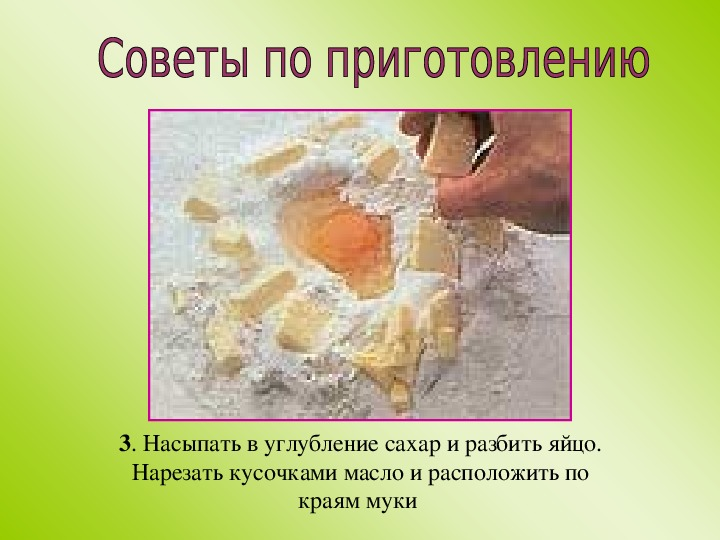 Советы по приготовлению
3. Насыпать в углубление сахар и разбить яйцо.
Нарезать кусочками масло и расположить по
краям муки